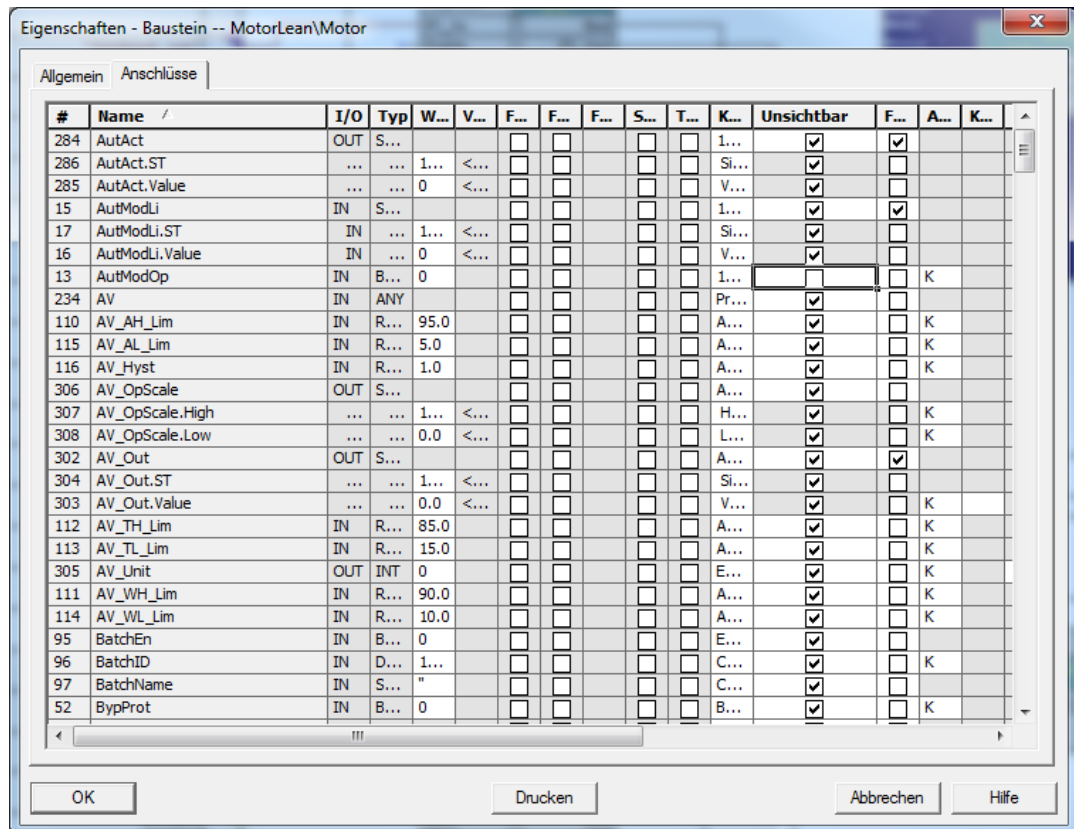 Eigenschaften - Baustein -- MotorLean\Motor
Allgemein Anschlüsse
# Name I/O Typ W... V... F... F... F... S... T... K... Unsichtbar F... A... K...
284 AutAct OUT S... 1...
286 AutAct.ST ... ... 1... <... Si...
285 AutAct.Value ... ... 0 <... V...
15 AutModLi IN S... 1...
17 AutModLi.ST IN ... 1... <... Si...
16 AutModLi.Value IN ... 0 <... V...
13 AutModOp IN B... 0 1... K
234 AV IN ANY Pr...
110 AV_AH_Lim IN R... 95.0 A... K
115 AV_AL_Lim IN R... 5.0 A... K
116 AV_Hyst IN R... 1.0 A... K
306 AV_OpScale OUT S... A...
307 AV_OpScale.High ... ... 1... <... H... K
308 AV_OpScale.Low ... ... 0.0 <... L... K
302 AV_Out OUT S... A...
304 AV_Out.ST ... ... 1... <... Si...
303 AV_Out.Value ... ... 0.0 <... V... K
112 AV_TH_Lim IN R... 85.0 A... K
113 AV_TL_Lim IN R... 15.0 A... K
305 AV_Unit OUT INT 0 E... K
111 AV_WH_Lim IN R... 90.0 A... K
114 AV_WL_Lim IN R... 10.0 A... K
95 BatchEn IN B... 0 E...
96 BatchID IN D... 1... C... K
97 BatchName IN S... '' C...
52 BypProt IN B... 0 B... K
OK Drucken Abbrechen Hilfe